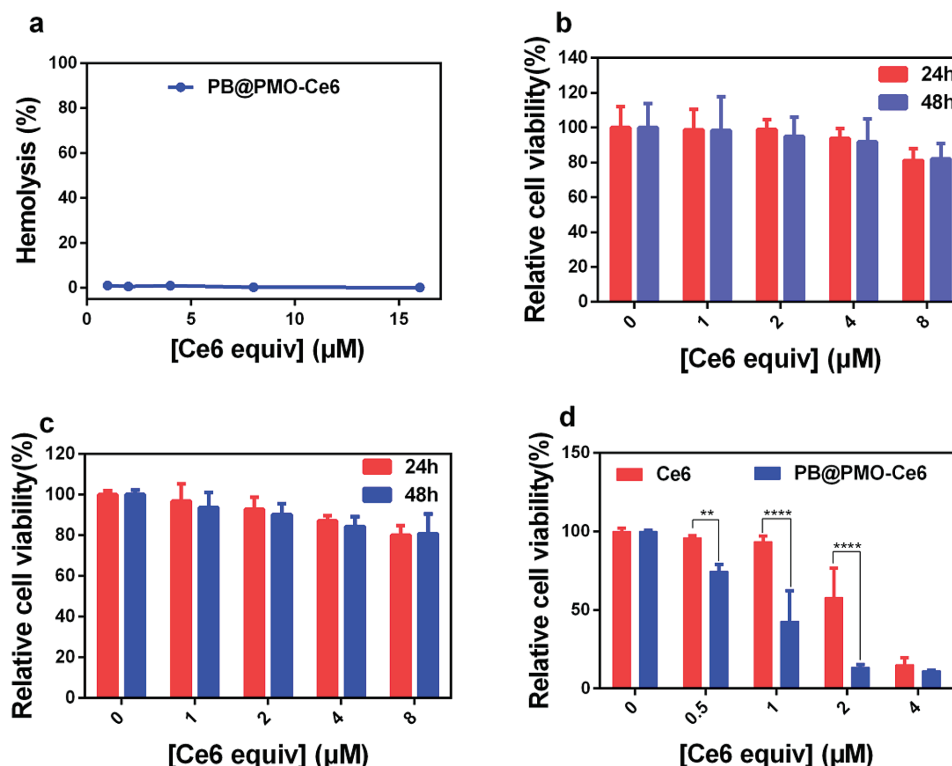 a
PB@PMO-Ce6
Hemolysis (%)
100
80
60
40
20
0
0 5 10 15
[Ce6 equiv] (µM)
b
24h
48h
Relative cell viability(%)
140
120
100
80
60
40
20
0
0 1 2 4 8
[Ce6 equiv] (µM)
c
24h
48h
Relative cell viability(%)
120
100
80
60
40
20
0
0 1 2 4 8
[Ce6 equiv] (µM)
d
Ce6 PB@PMO-Ce6
Relative cell viability(%)
150
100
50
0
** **** ****
0 0.5 1 2 4
[Ce6 equiv] (µM)